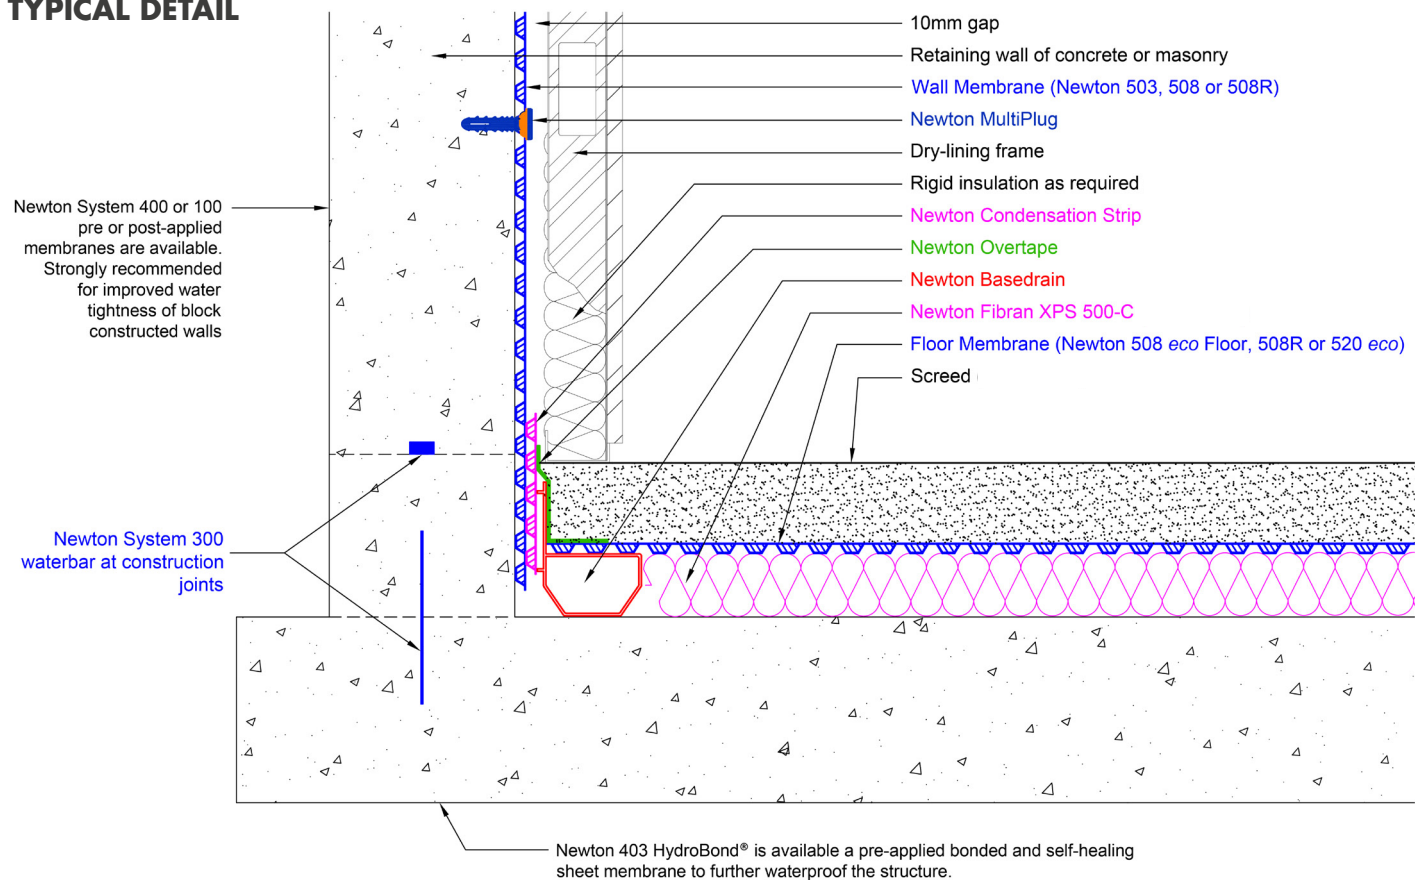 TYPICAL DETAIL
10mm gap
Retaining wall of concrete or masonry
Wall Membrane (Newton 503, 508 or 508R)
Newton MultiPlug
Dry-lining frame
Rigid insulation as required
Newton Condensation Strip
Newton Overtape
Newton Basedrain
Newton Fibran XPS 500-C
Floor Membrane (Newton 508 eco Floor, 508R or 520 eco)
Screed
Newton System 400 or 100
pre or post-applied
membranes are available.
Strongly recommended
for improved water
tightness of block
constructed walls
Newton System 300
waterbar at construction
joints
Newton 403 HydroBond® is available a pre-applied bonded and self-healing
sheet membrane to further waterproof the structure.